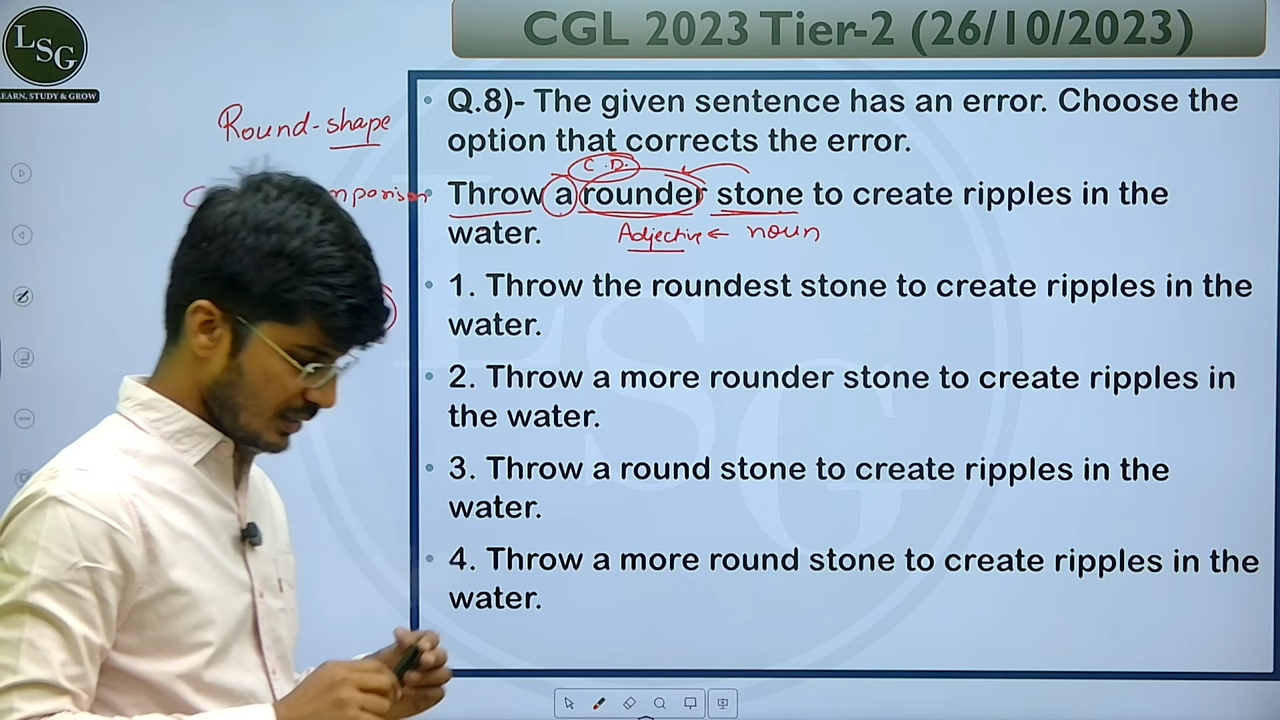 LSG
LEARN, STUDY & GROW
CGL 2023 Tier-2 (26/10/2023)
Round-shape
• Q.8)- The given sentence has an error. Choose the
option that corrects the error.
C.D.
• Throw a rounder stone to create ripples in the
water.
Adjective ← noun
• 1. Throw the roundest stone to create ripples in the
water.
• 2. Throw a more rounder stone to create ripples in
the water.
• 3. Throw a round stone to create ripples in the
water.
• 4. Throw a more round stone to create ripples in the
water.